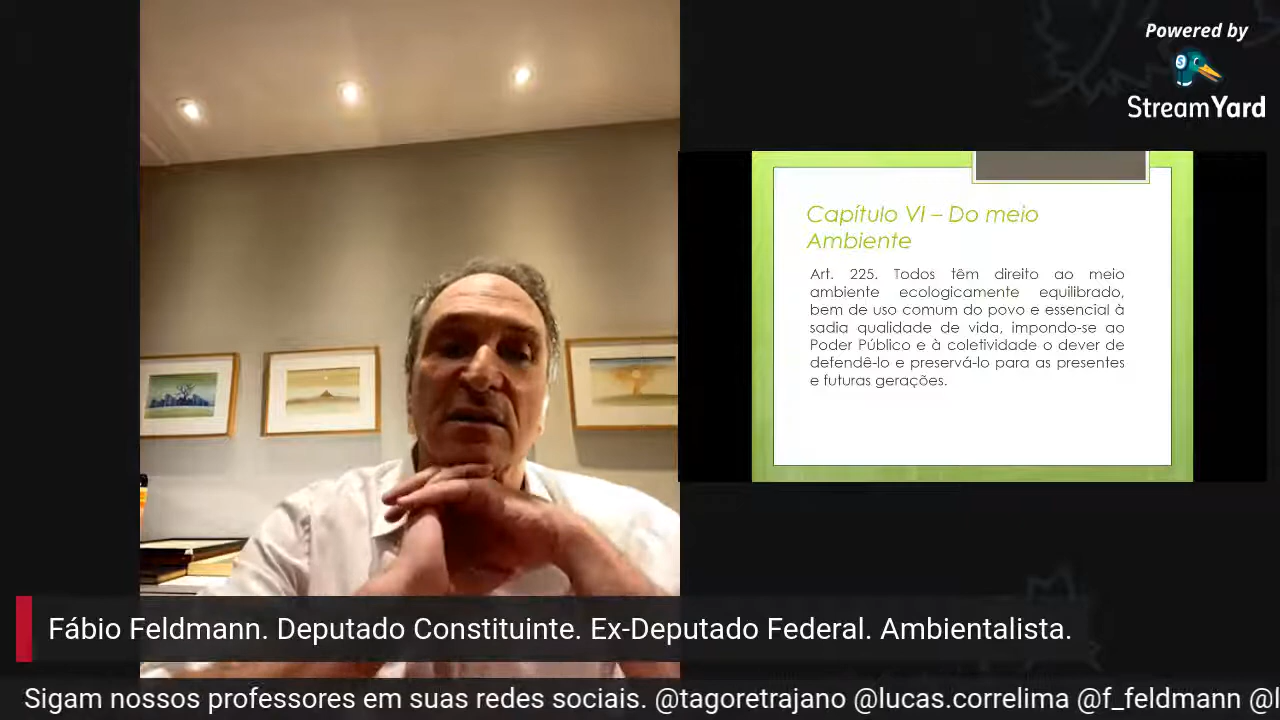 Powered by
StreamYard
Capítulo VI – Do meio
Ambiente
Art. 225. Todos têm direito ao meio
ambiente ecologicamente equilibrado,
bem de uso comum do povo e essencial à
sadia qualidade de vida, impondo-se ao
Poder Público e à coletividade o dever de
defendê-lo e preservá-lo para as presentes
e futuras gerações.
Fábio Feldmann. Deputado Constituinte. Ex-Deputado Federal. Ambientalista.
Sigam nossos professores em suas redes sociais. @tagoretrajano @lucas.correlima @f_feldmann